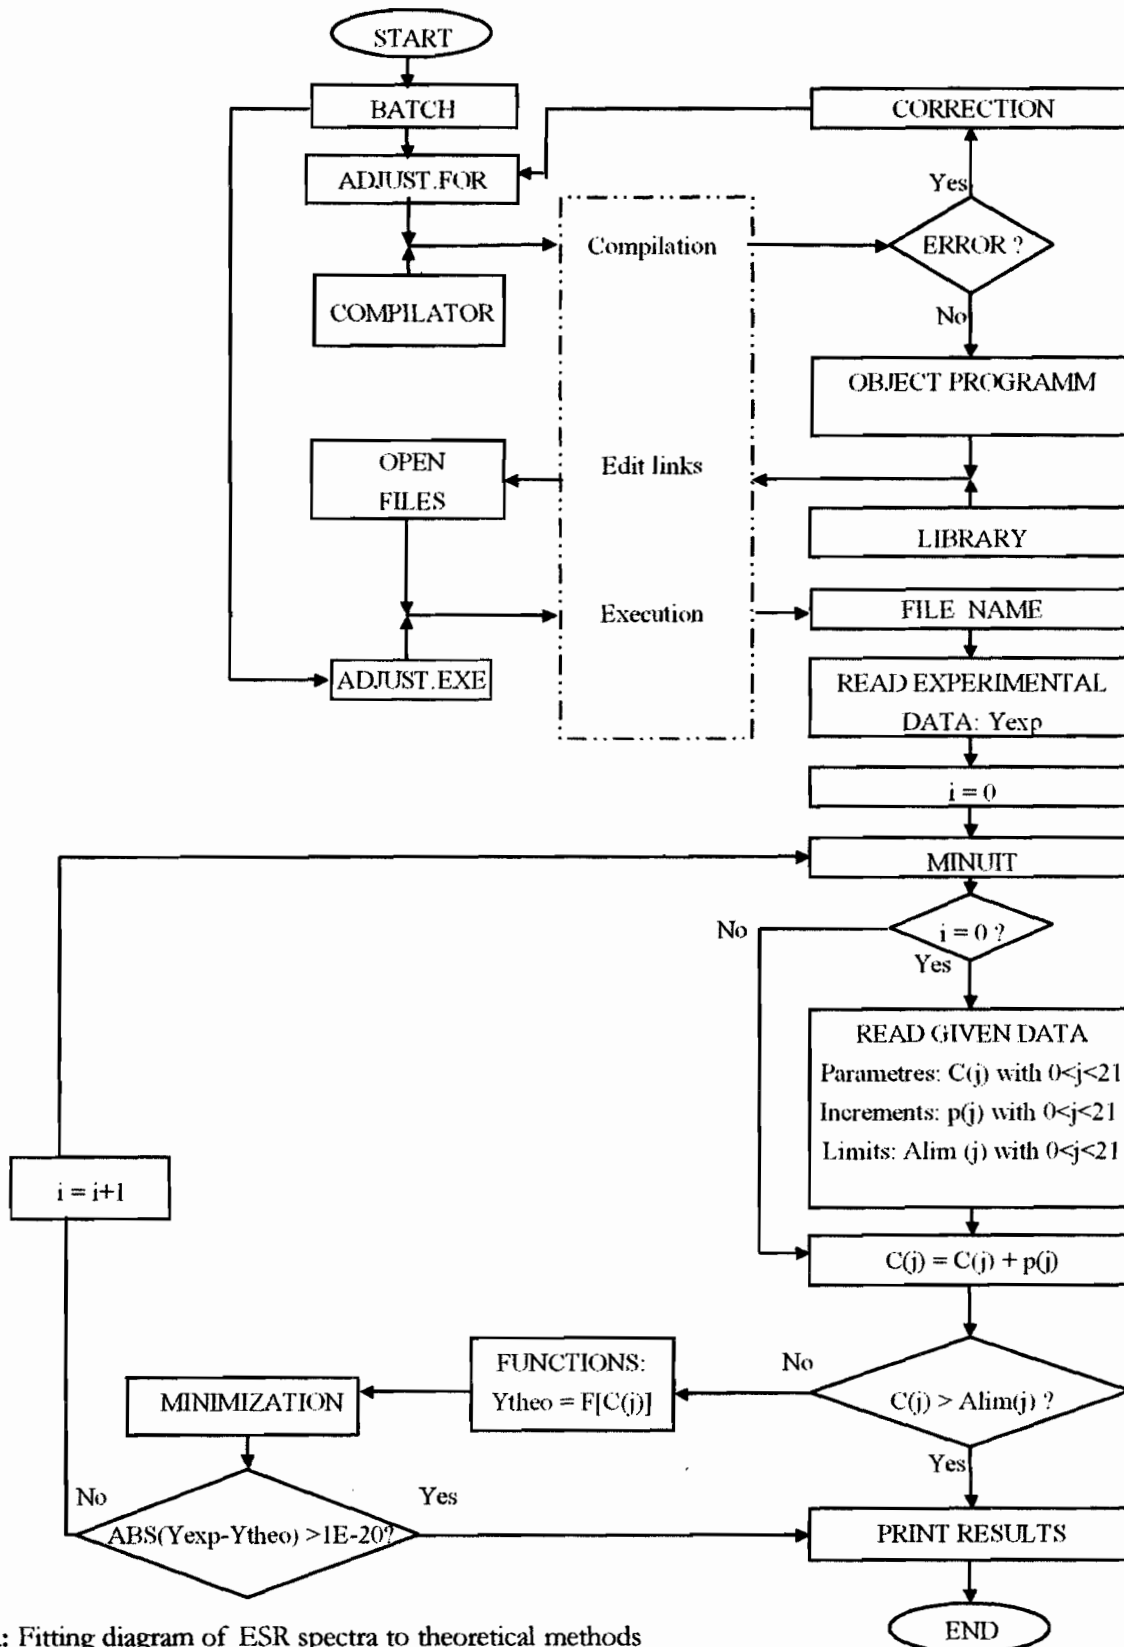 START
BATCH
CORRECTION
ADJUST.FOR
Yes
Compilation
ERROR ?
COMPILATOR
No
OBJECT PROGRAMM
OPEN
FILES
Edit links
LIBRARY
Execution
FILE NAME
ADJUST.EXE
READ EXPERIMENTAL
DATA: Yexp
i = 0
MINUIT
No
i = 0 ?
Yes
READ GIVEN DATA
Parametres: C(j) with 0<j<21
Increments: p(j) with 0<j<21
Limits: Alim (j) with 0<j<21
i = i+1
C(j) = C(j) + p(j)
FUNCTIONS:
Ytheo = F[C(j)]
No
C(j) > Alim(j) ?
MINIMIZATION
Yes
No
Yes
ABS(Yexp-Ytheo) >1E-20?
PRINT RESULTS
END
: Fitting diagram of ESR spectra to theoretical methods